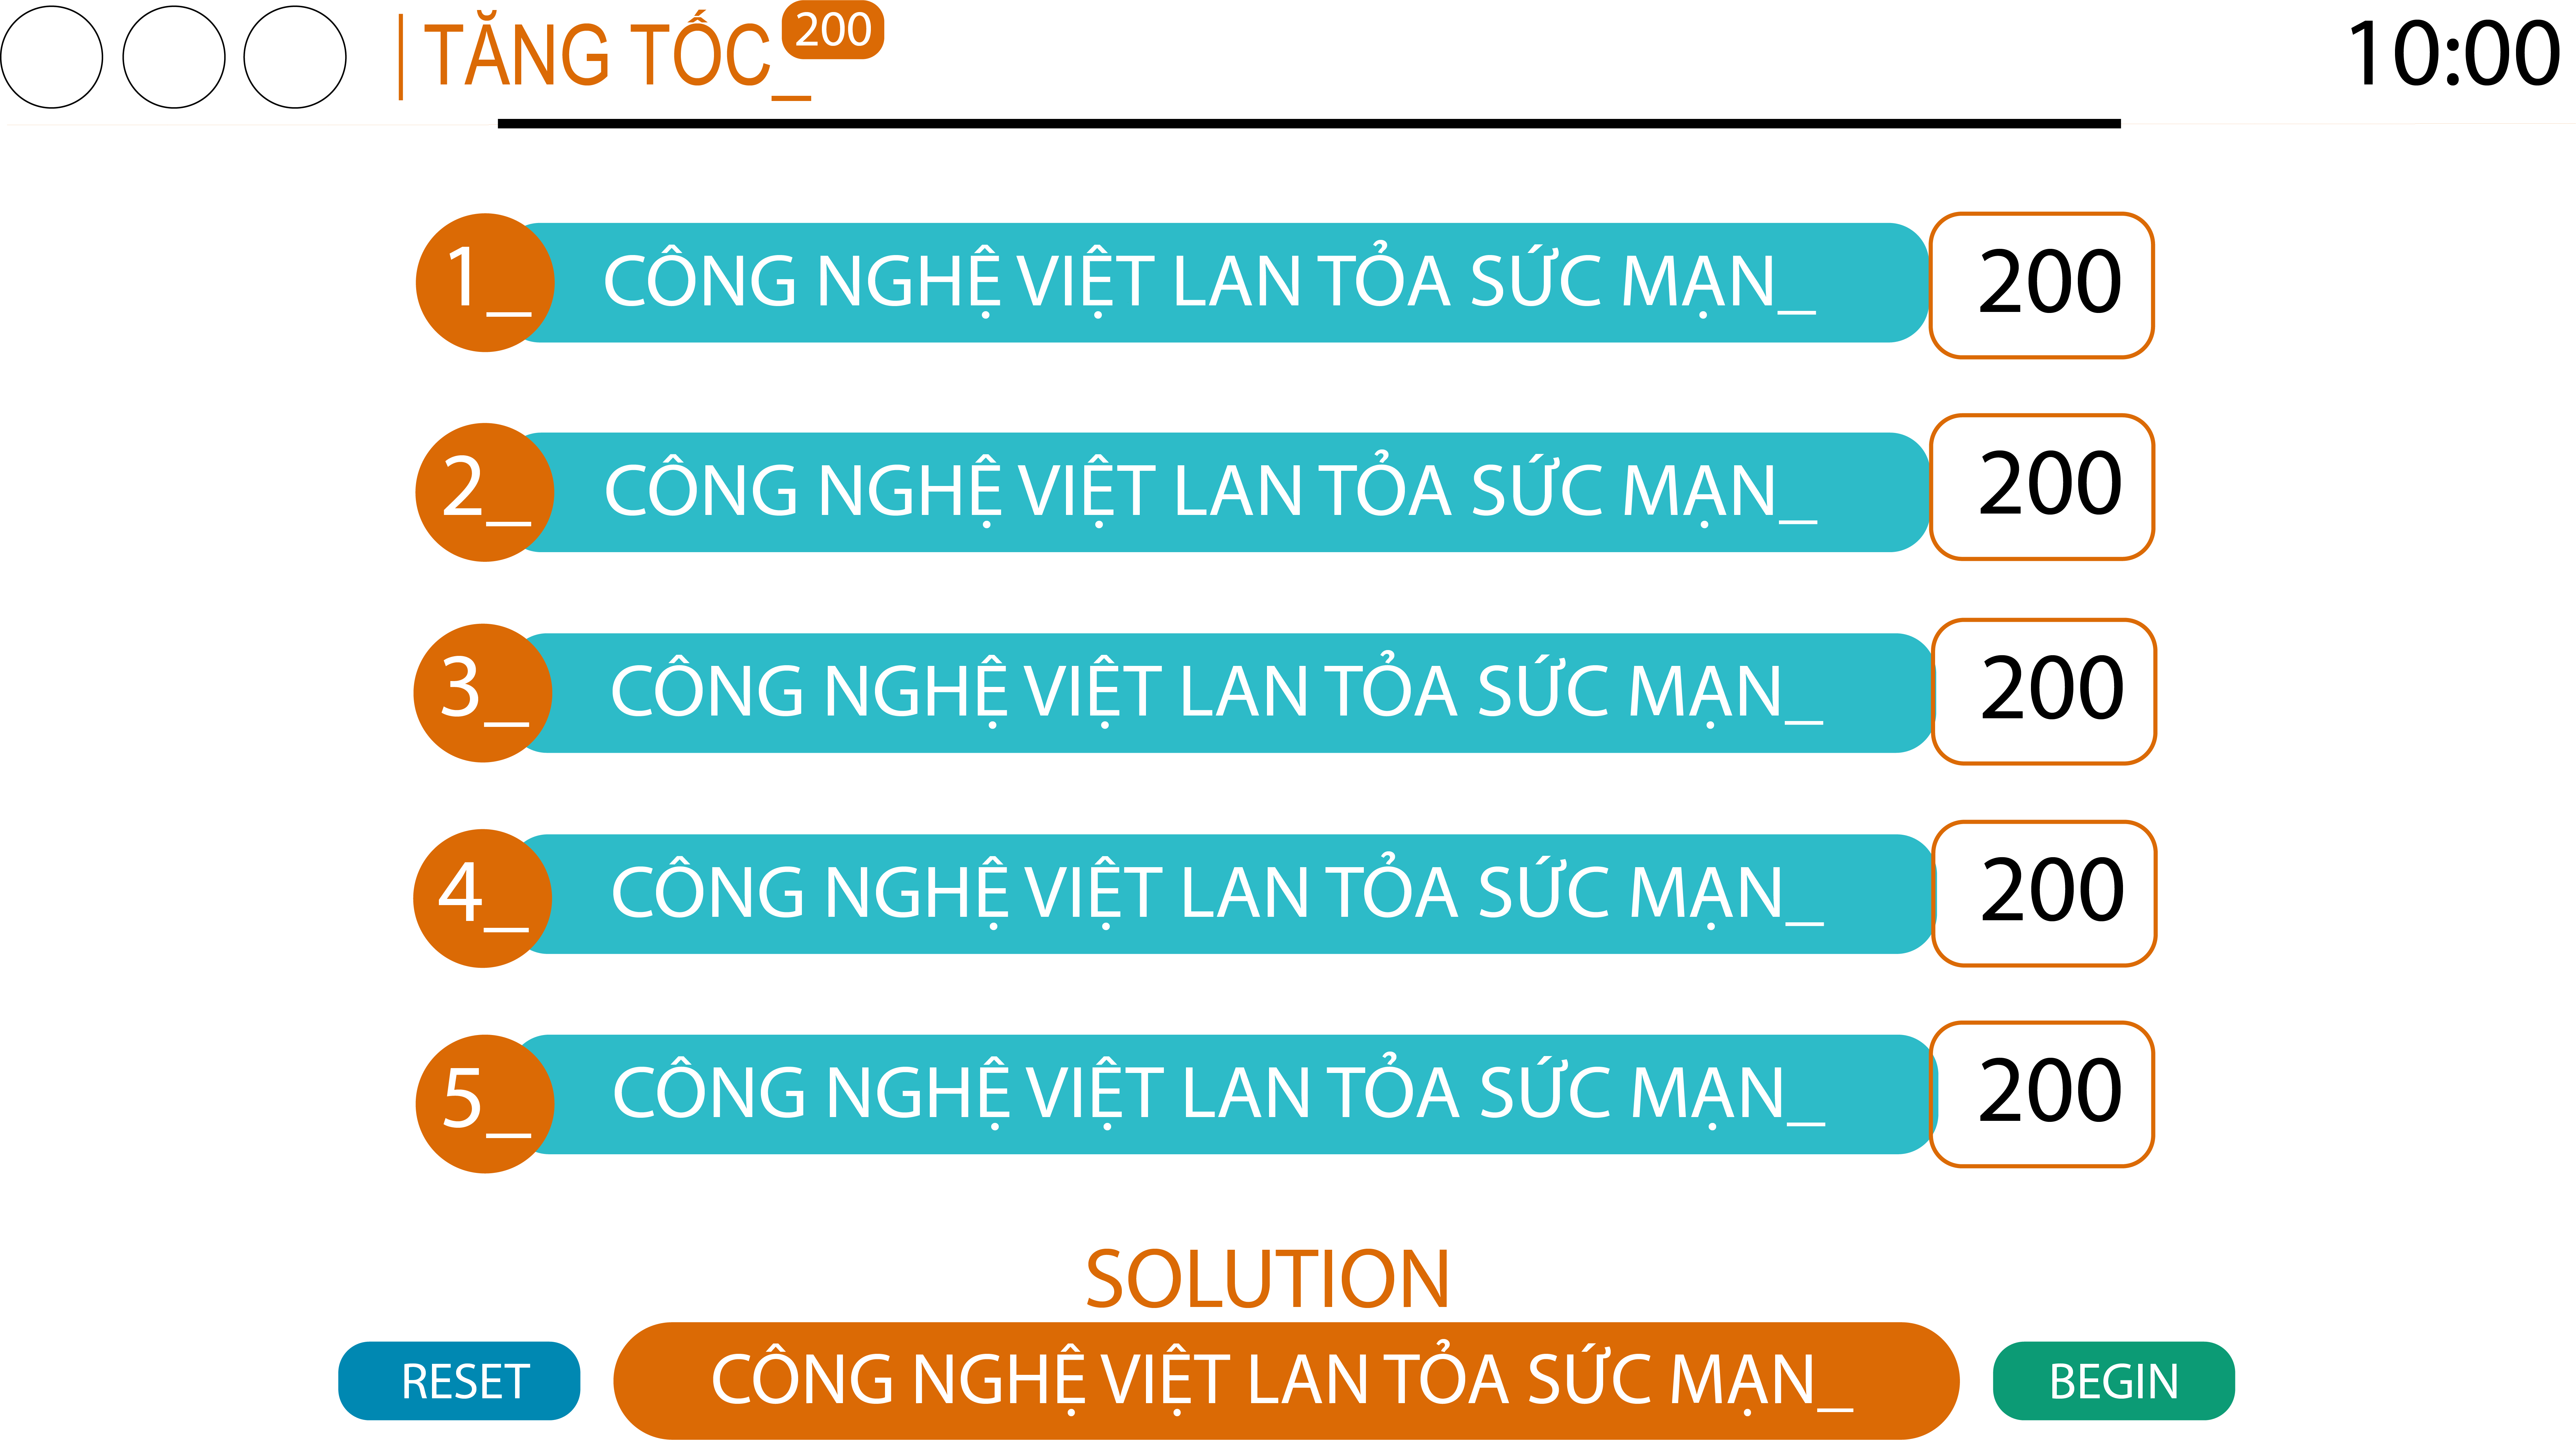 TĂNG TỐC_ 200 10:00
1_ CÔNG NGHỆ VIỆT LAN TỎA SỨC MẠN_ 200
2_ CÔNG NGHỆ VIỆT LAN TỎA SỨC MẠN_ 200
3_ CÔNG NGHỆ VIỆT LAN TỎA SỨC MẠN_ 200
4_ CÔNG NGHỆ VIỆT LAN TỎA SỨC MẠN_ 200
5_ CÔNG NGHỆ VIỆT LAN TỎA SỨC MẠN_ 200
SOLUTION
RESET CÔNG NGHỆ VIỆT LAN TỎA SỨC MẠN_ BEGIN